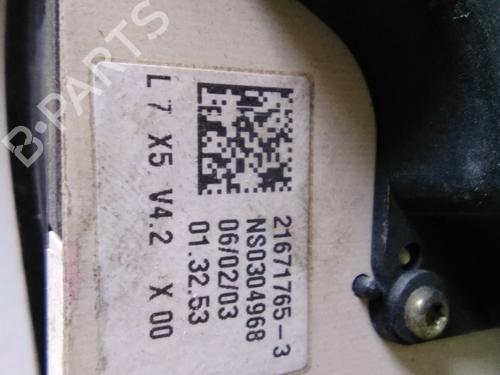 B-PARTS
21671765-3
NS0304968
06/02/03
01.32.53
L 7 X5 V4.2 X 00